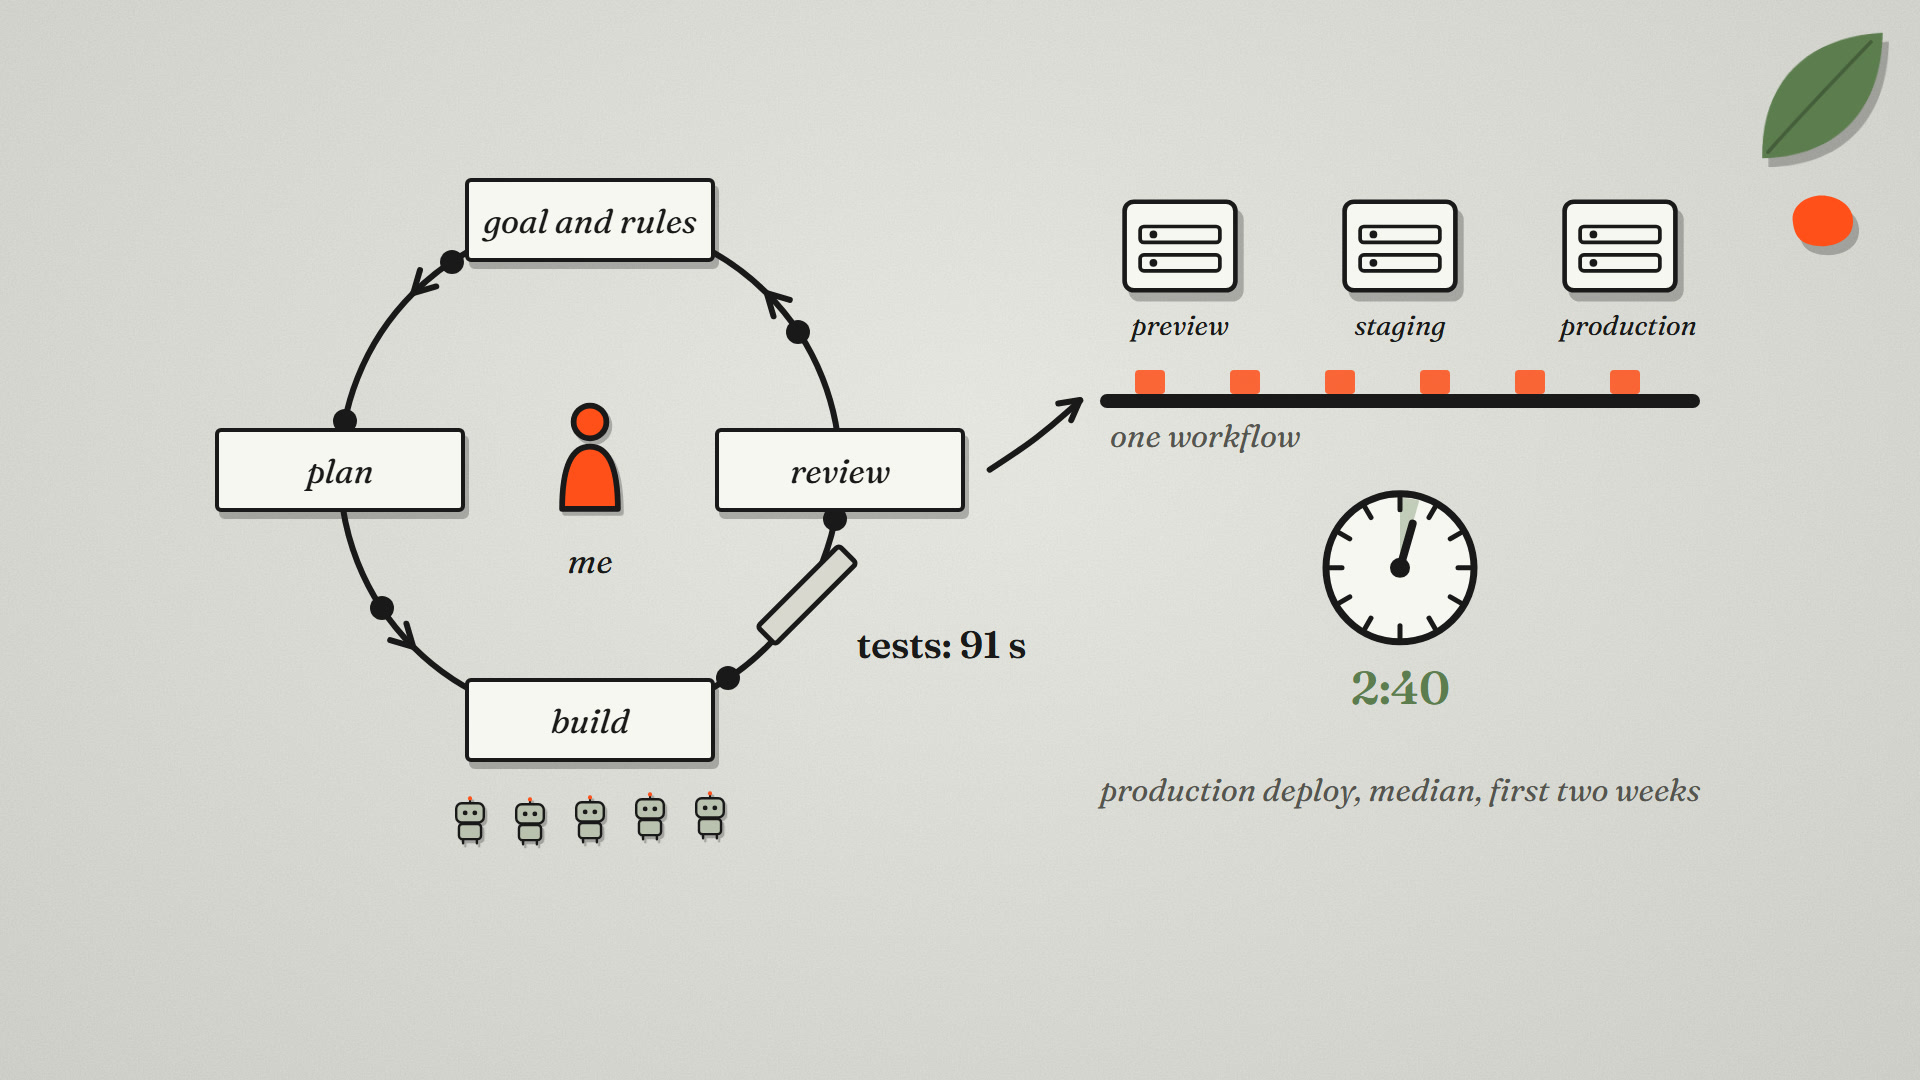 goal and rules
plan
me
review
build
tests: 91 s
preview
staging
production
one workflow
2:40
production deploy, median, first two weeks